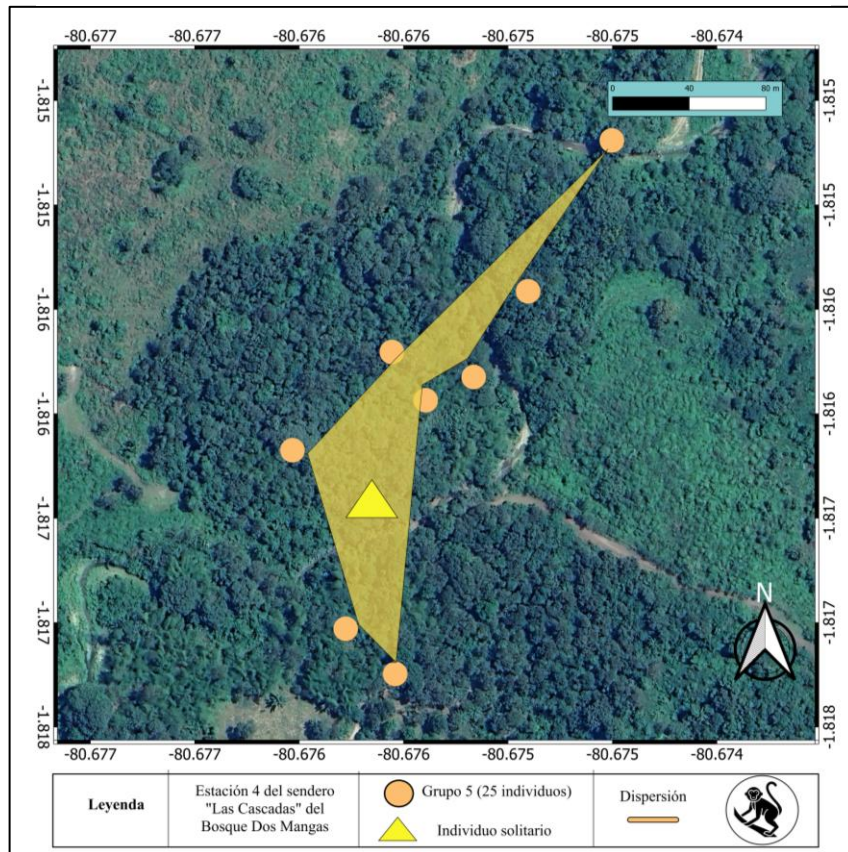 -80.677 -80.677 -80.676 -80.676 -80.675 -80.675 -80.674
0 40 80 m
-1.815 -1.815
-1.815 -1.815
-1.816 -1.816
-1.816 -1.816
-1.817 -1.817
-1.817 -1.817
-1.818 -1.818
N
-80.677 -80.677 -80.676 -80.676 -80.675 -80.675 -80.674
Leyenda
Estación 4 del sendero
"Las Cascadas" del
Bosque Dos Mangas
Grupo 5 (25 individuos)
Individuo solitario
Dispersión